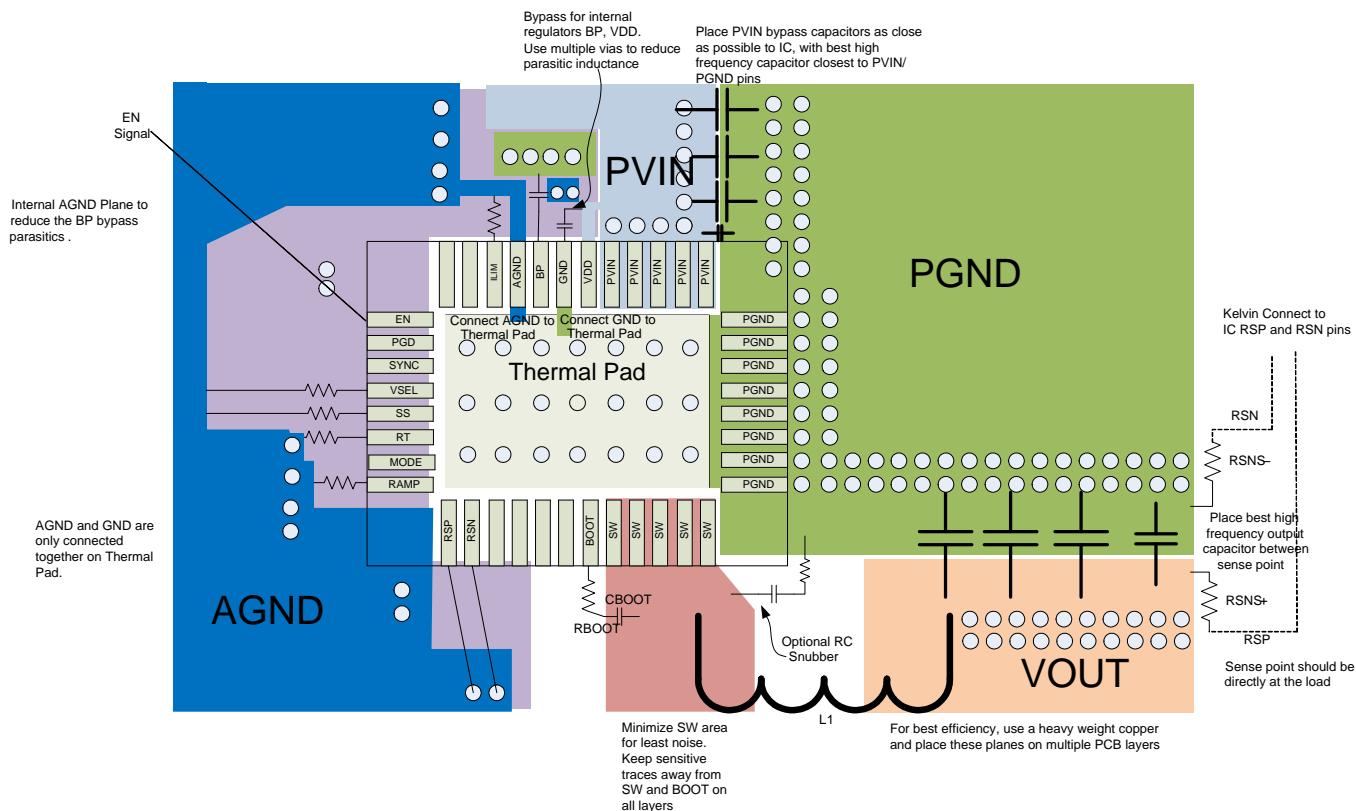 Bypass for internal
regulators BP, VDD.
Use multiple vias to reduce
parasitic inductance
Place PVIN bypass capacitors as close
as possible to IC, with best high
frequency capacitor closest to PVIN/
PGND pins
EN
Signal
Internal AGND Plane to
reduce the BP bypass
parasitics .
PVIN
PGND
ILIM
AGND
BP
GND
VDD
PVIN
PVIN
PVIN
PVIN
PVIN
EN
PGD
SYNC
VSEL
SS
RT
MODE
RAMP
Connect AGND to
Thermal Pad
Connect GND to
Thermal Pad
Thermal Pad
PGND
PGND
PGND
PGND
PGND
PGND
PGND
PGND
Kelvin Connect to
IC RSP and RSN pins
RSN
RSNS−
Place best high
frequency output
capacitor between
sense point
RSNS+
RSP
Sense point should be
directly at the load
AGND and GND are
only connected
together on Thermal
Pad.
RSP
RSN
BOOT
SW
SW
SW
SW
SW
AGND
CBOOT
RBOOT
Optional RC
Snubber
VOUT
L1
Minimize SW area
for least noise.
Keep sensitive
traces away from
SW and BOOT on
all layers
For best efficiency, use a heavy weight copper
and place these planes on multiple PCB layers